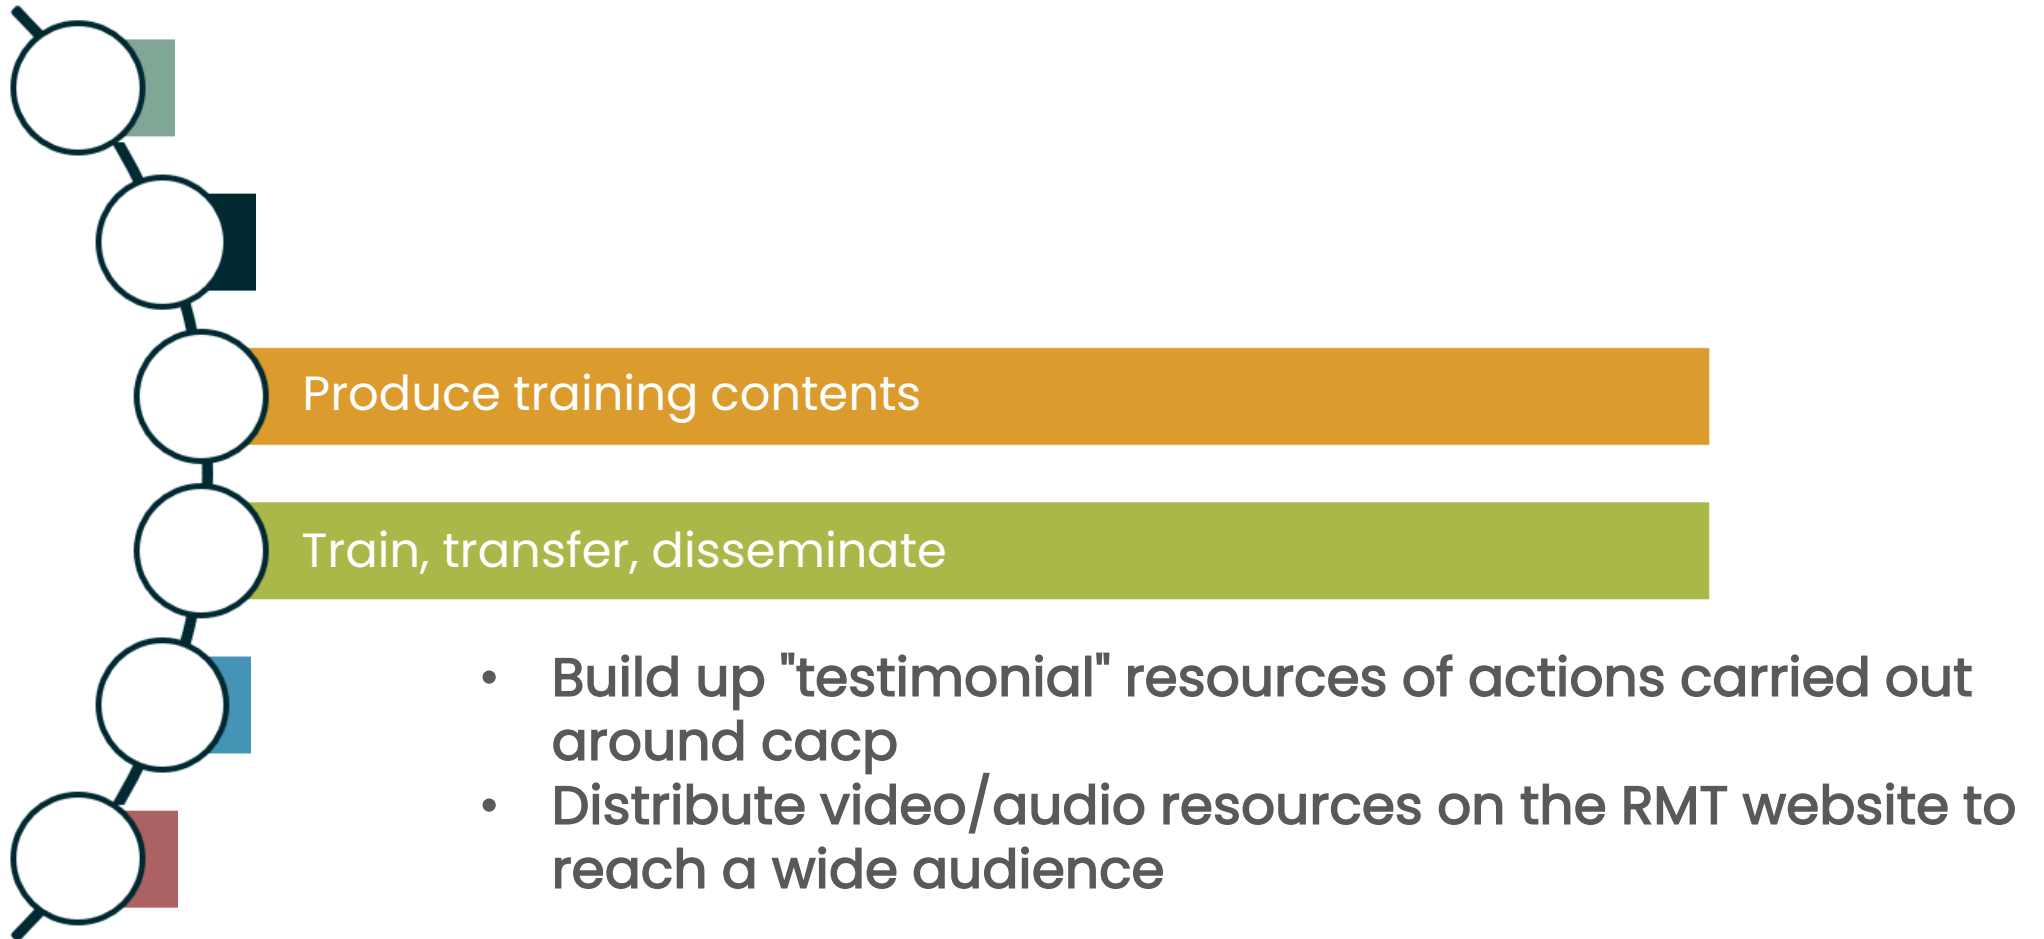 Produce training contents
Train, transfer, disseminate
• Build up "testimonial" resources of actions carried out
around cacp
• Distribute video/audio resources on the RMT website to
reach a wide audience